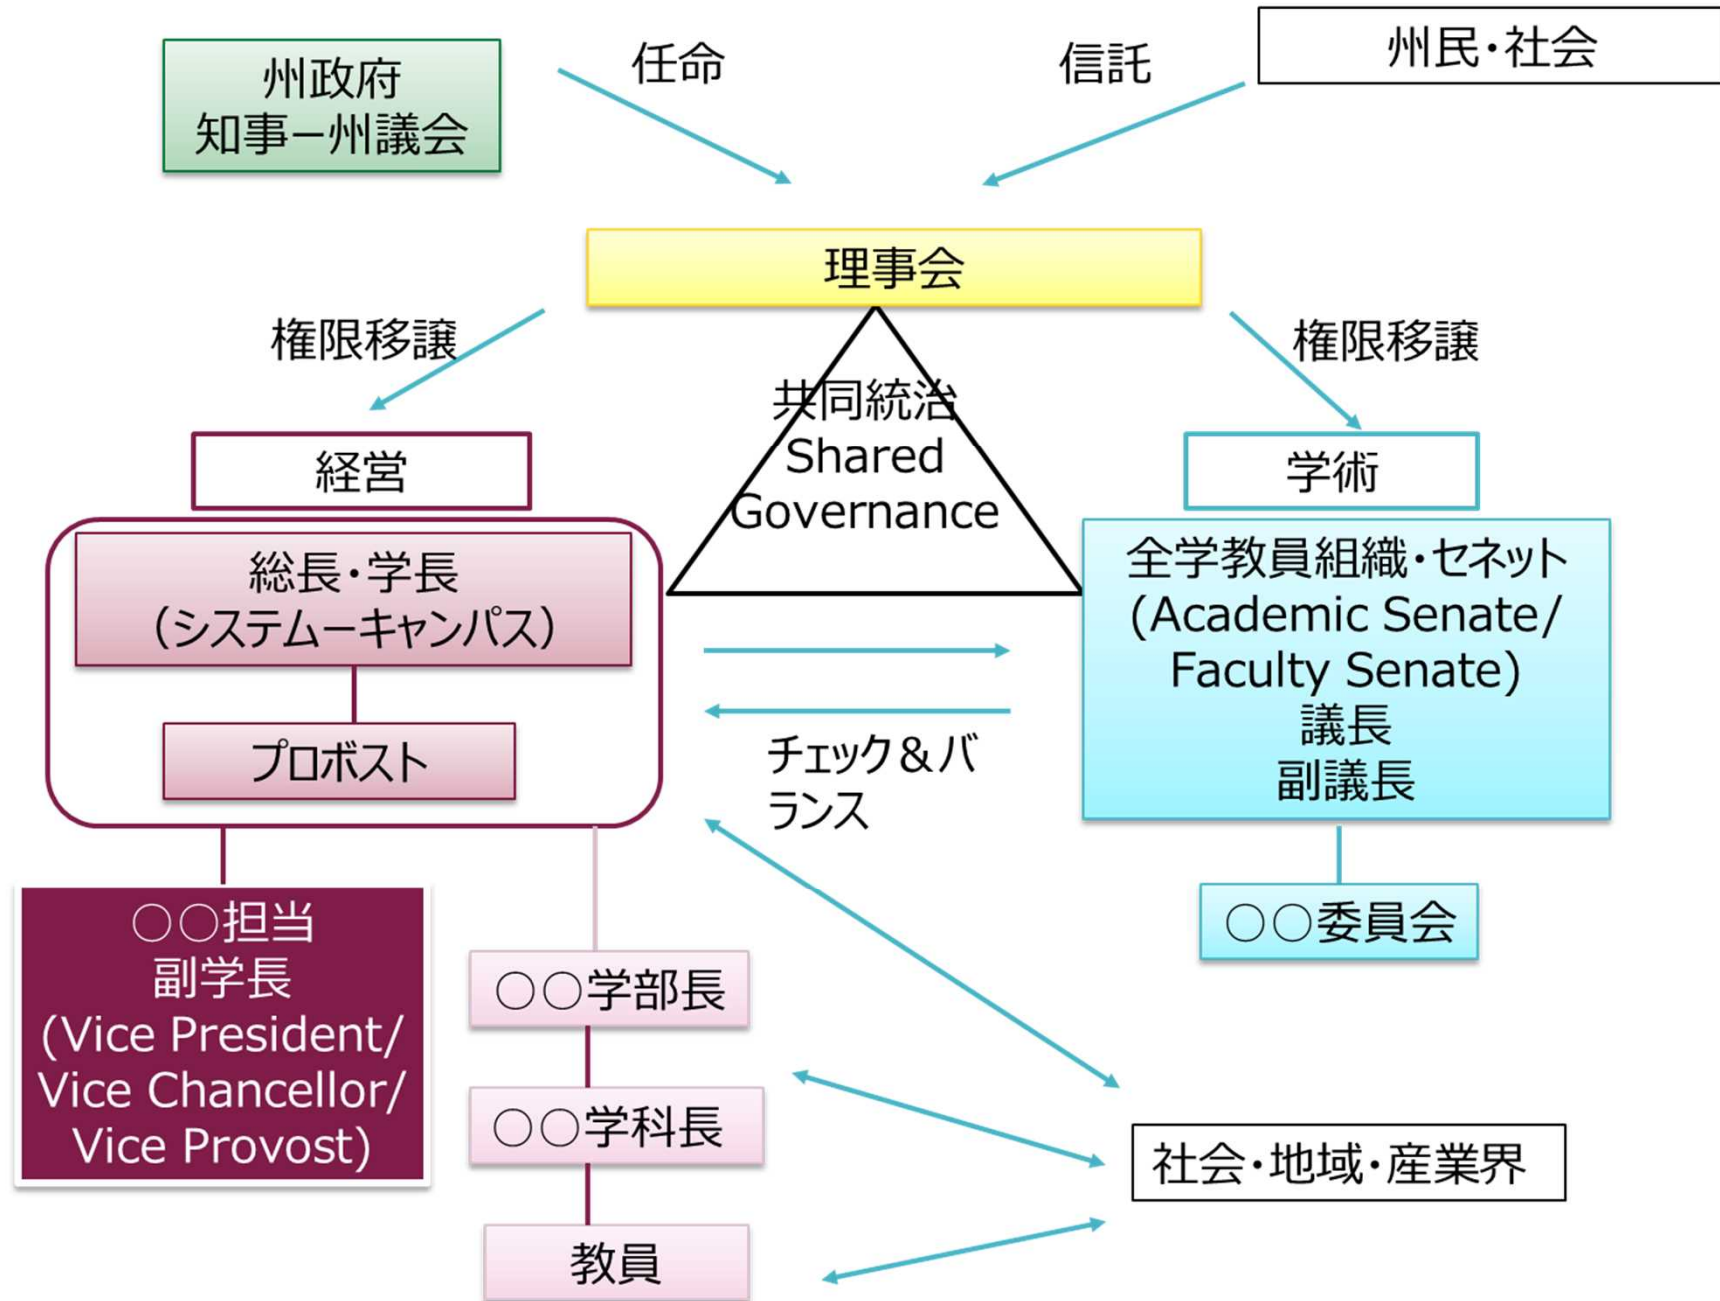 州政府
知事ー州議会
任命
信託
州民・社会
理事会
権限移譲
権限移譲
共同統治
Shared
Governance
経営
学術
総長・学長
（システムーキャンパス）
プロボスト
全学教員組織・セネット
(Academic Senate/
Faculty Senate)
議長
副議長
チェック＆バ
ランス
○○担当
副学長
(Vice President/
Vice Chancellor/
Vice Provost)
○○委員会
○○学部長
○○学科長
教員
社会・地域・産業界